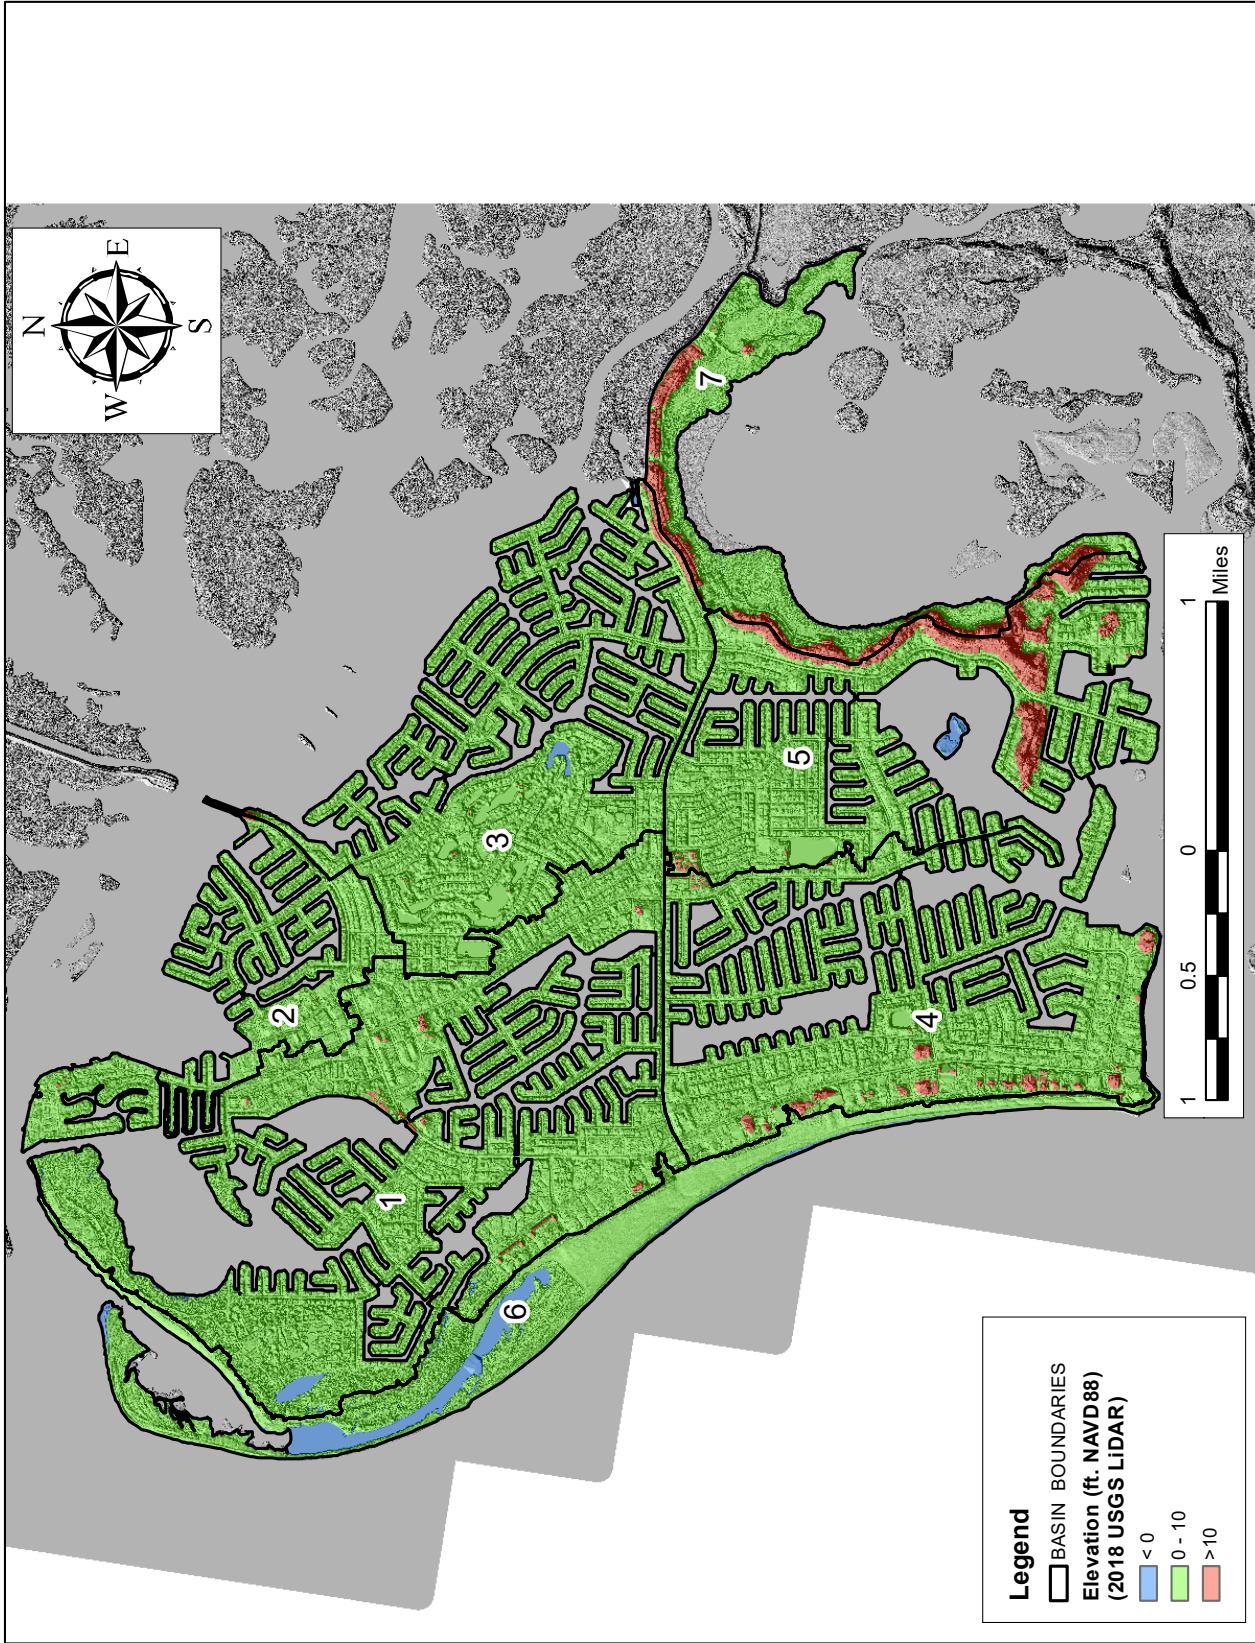 N
W
E
S
1
2
3
4
5
6
7
1
0.5
0
1
Miles
Legend
BASIN BOUNDARIES
Elevation (ft. NAVD88)
(2018 USGS LiDAR)
< 0
0 - 10
>10